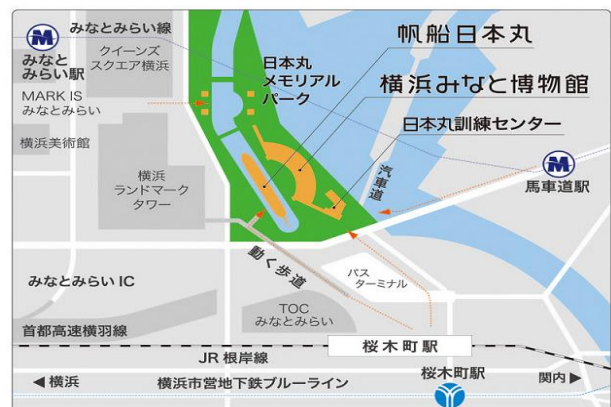 みなとみらい線
みなと
みらい駅
クイーンズ
スクエア横浜
MARK IS
みなとみらい
横浜美術館
横浜
ランドマーク
タワー
日本丸
メモリアル
パーク
帆船日本丸
横浜みなと博物館
日本丸訓練センター
汽車道
馬車道駅
動く歩道
バス
ターミナル
みなとみらいIC
TOC
みなとみらい
首都高速横羽線
桜木町駅
JR 根岸線
◀横浜
横浜市営地下鉄ブルーライン
桜木町駅
関内▶